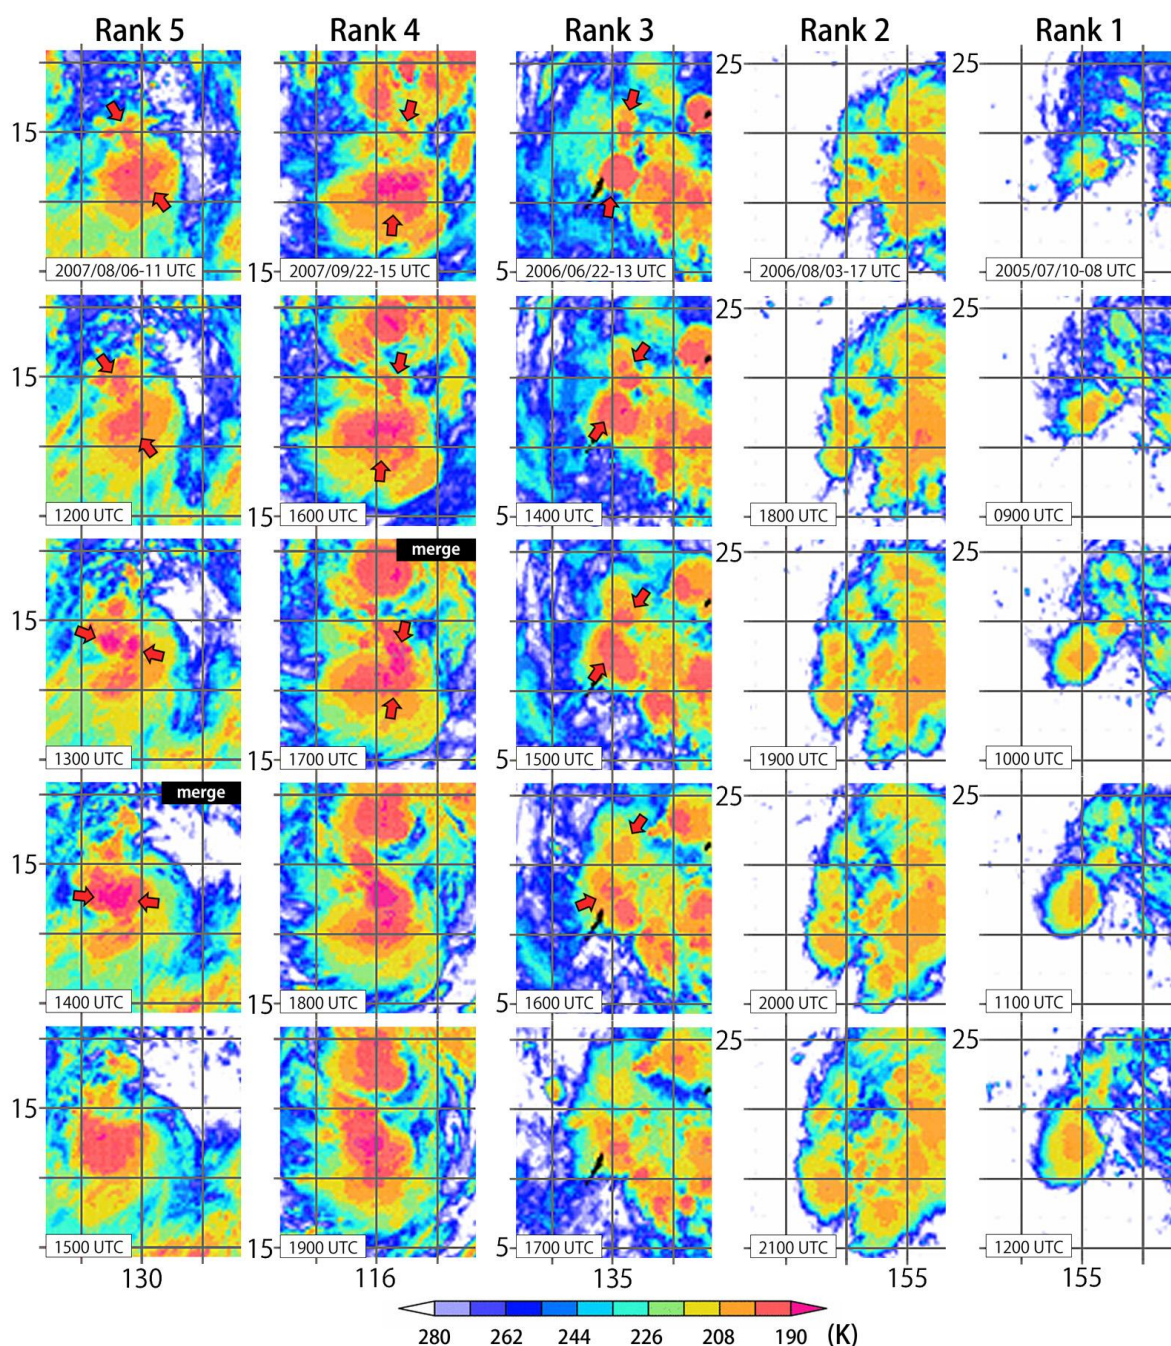 Rank 5 Rank 4 Rank 3 Rank 2 Rank 1
15 25 25
2007/08/06-11 UTC 15 2007/09/22-15 UTC 5 2006/06/22-13 UTC 2006/08/03-17 UTC 2005/07/10-08 UTC
15 25 25
1200 UTC 15 1600 UTC 5 1400 UTC 1800 UTC 0900 UTC
merge
15 25 25
1300 UTC 15 1700 UTC 5 1500 UTC 1900 UTC 1000 UTC
merge
15 25 25
1400 UTC 15 1800 UTC 5 1600 UTC 2000 UTC 1100 UTC
15 25 25
1500 UTC 15 1900 UTC 5 1700 UTC 2100 UTC 1200 UTC
130 116 135 155 155
280 262 244 226 208 190 (K)